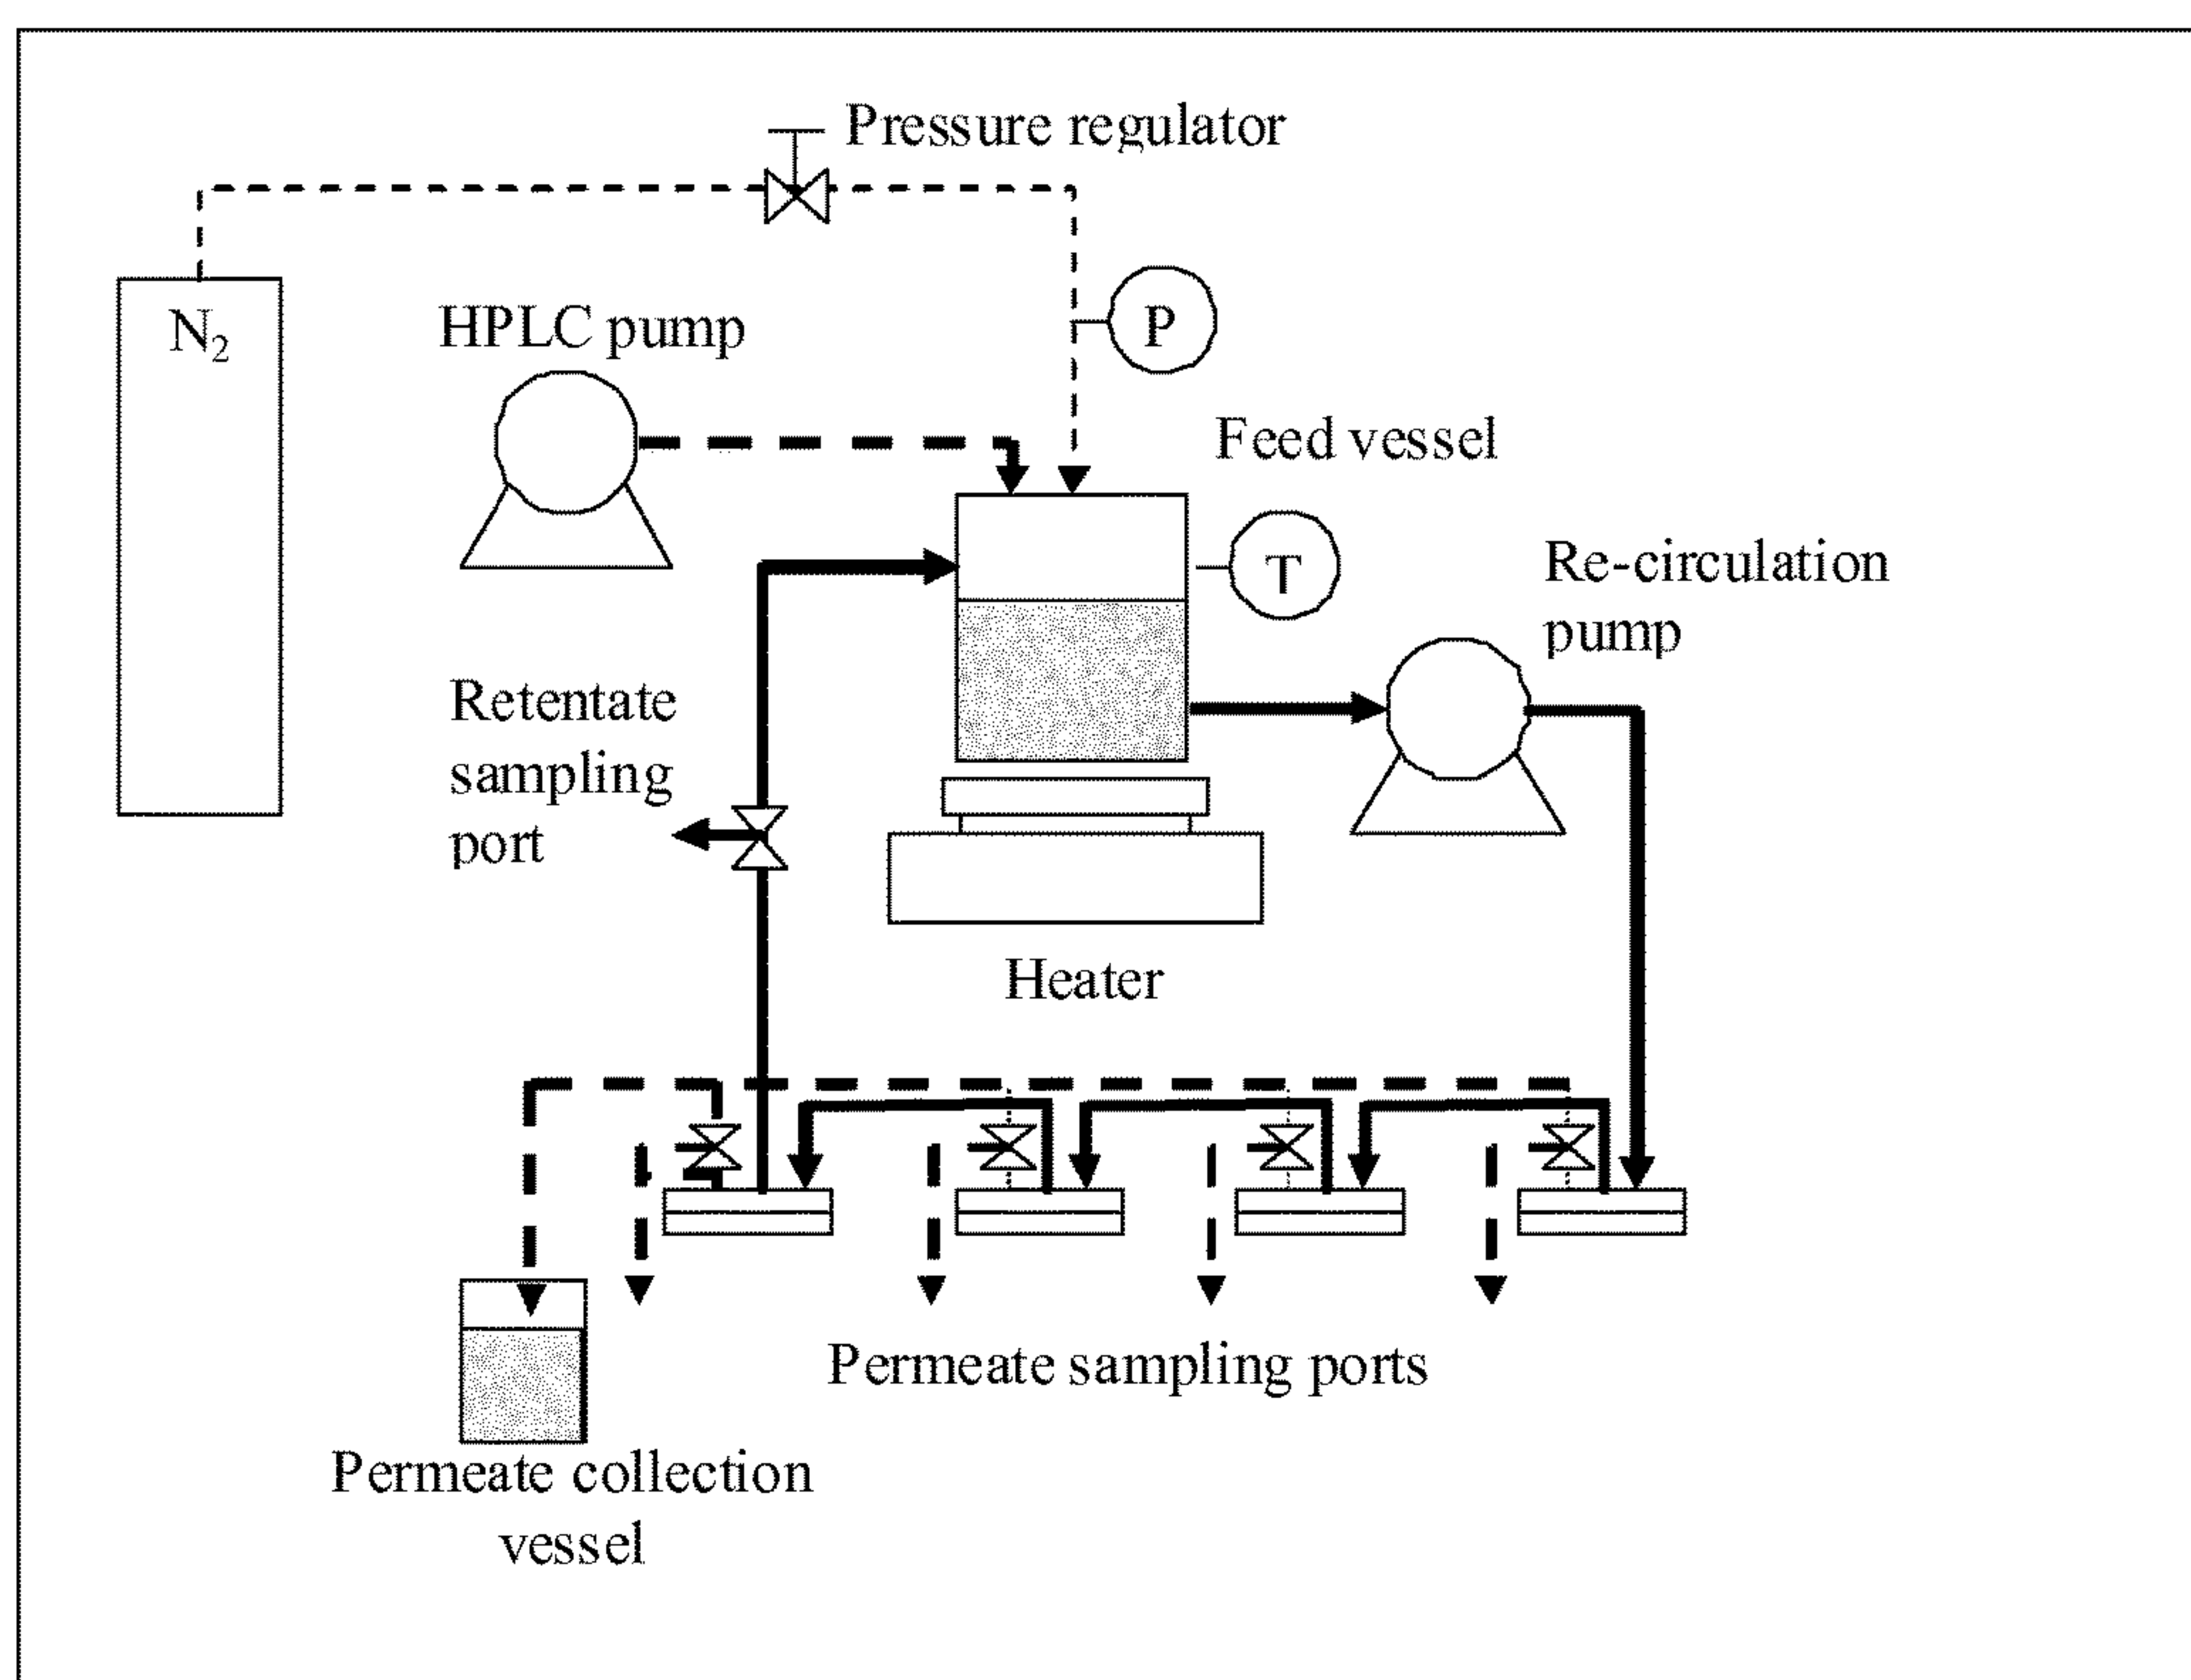 Pressure regulator
N₂
HPLC pump
P
Feed vessel
T
Re-circulation
pump
Retentate
sampling
port
Heater
Permeate sampling ports
Permeate collection
vessel